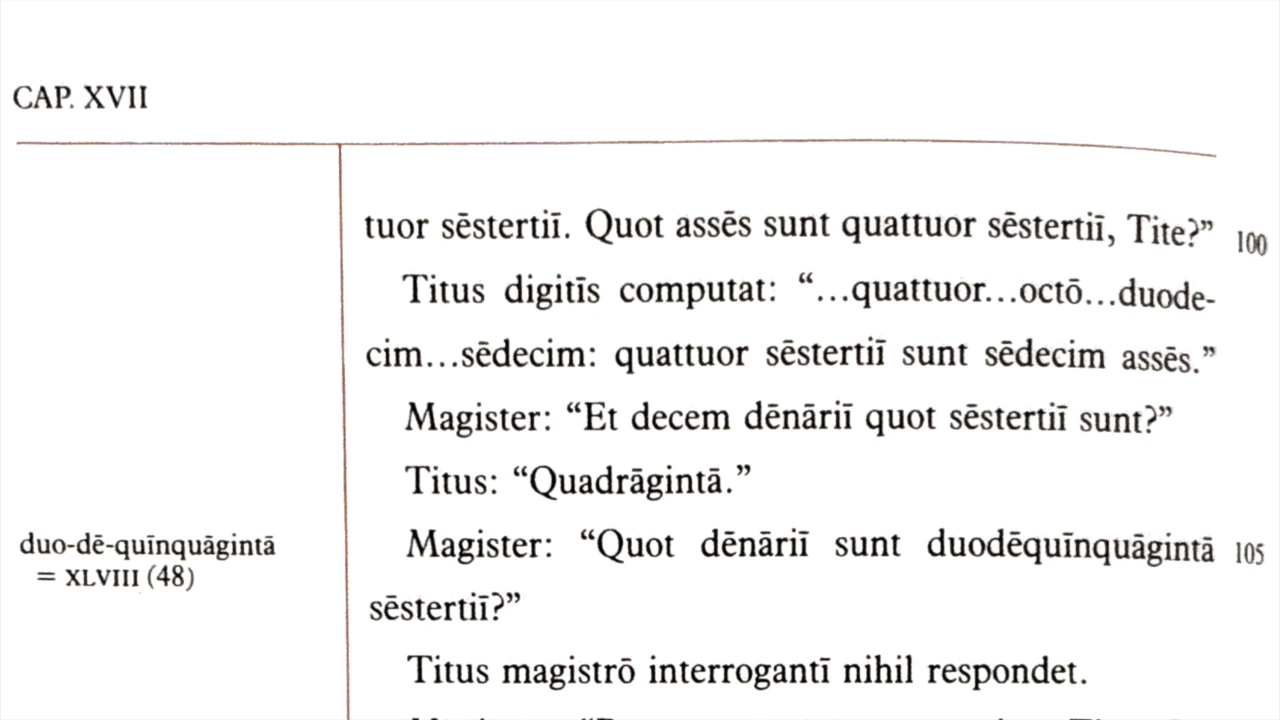 CAP. XVII
tuor sēstertiī. Quot assēs sunt quattuor sēstertiī, Tite?” 100
Titus digitīs computat: “...quattuor...octō...duode-
cim...sēdecim: quattuor sēstertiī sunt sēdecim assēs.”
Magister: “Et decem dēnāriī quot sēstertiī sunt?”
Titus: “Quadrāgintā.”
duo-dē-quīnquāgintā
= XLVIII (48)
Magister: “Quot dēnāriī sunt duodēquīnquāgintā 105
sēstertiī?”
Titus magistrō interrogantī nihil respondet.